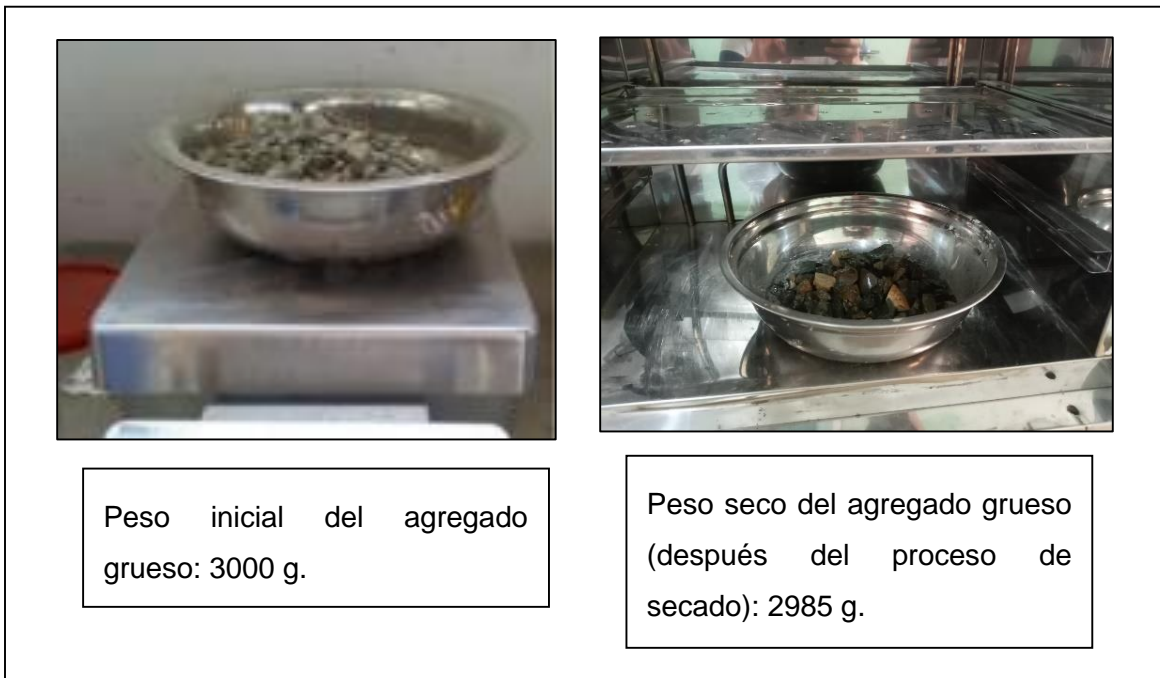 Peso inicial del agregado
grueso: 3000 g.
Peso seco del agregado grueso
(después del proceso de
secado): 2985 g.